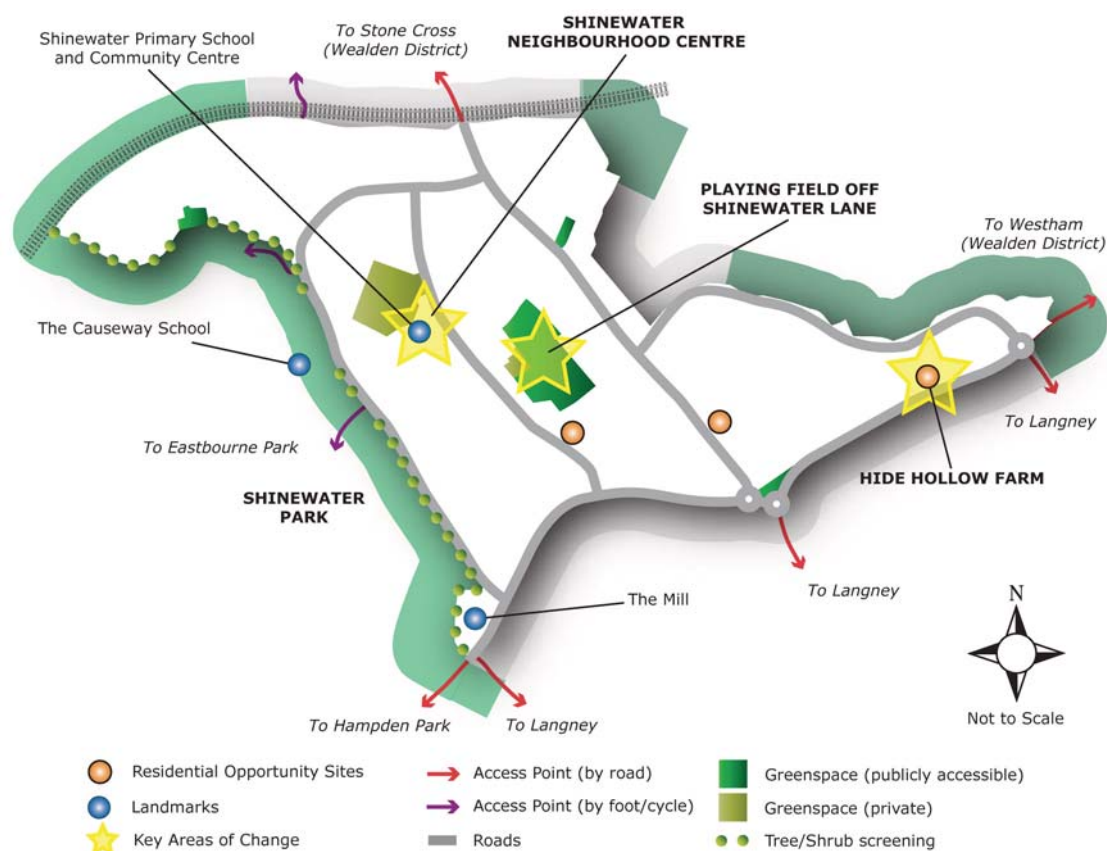 SHINEWATER
NEIGHBOURHOOD CENTRE
To Stone Cross
(Wealden District)
Shinewater Primary School
and Community Centre
PLAYING FIELD OFF
SHINEWATER LANE
To Westham
(Wealden District)
The Causeway School
To Langney
To Eastbourne Park
HIDE HOLLOW FARM
SHINEWATER
PARK
To Langney
The Mill
N
Not to Scale
To Hampden Park
To Langney
Residential Opportunity Sites
Landmarks
Key Areas of Change
Access Point (by road)
Access Point (by foot/cycle)
Roads
Greenspace (publicly accessible)
Greenspace (private)
Tree/Shrub screening